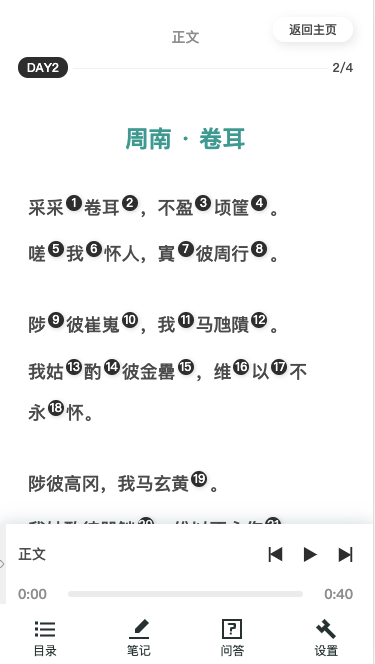 正文
返回主页
DAY2
2/4
周南 · 卷耳
采采❶卷耳❷，不盈❸顷筐❹。
嗟❺我❻怀人，寘❼彼周行❽。
陟❾彼崔嵬❿，我⓫马虺隤⓬。
我姑⓭酌⓮彼金罍⓯，维⓰以⓱不
永⓲怀。
陟彼高冈，我马玄黄⓳。
正文
0:00
0:40
目录
笔记
问答
设置